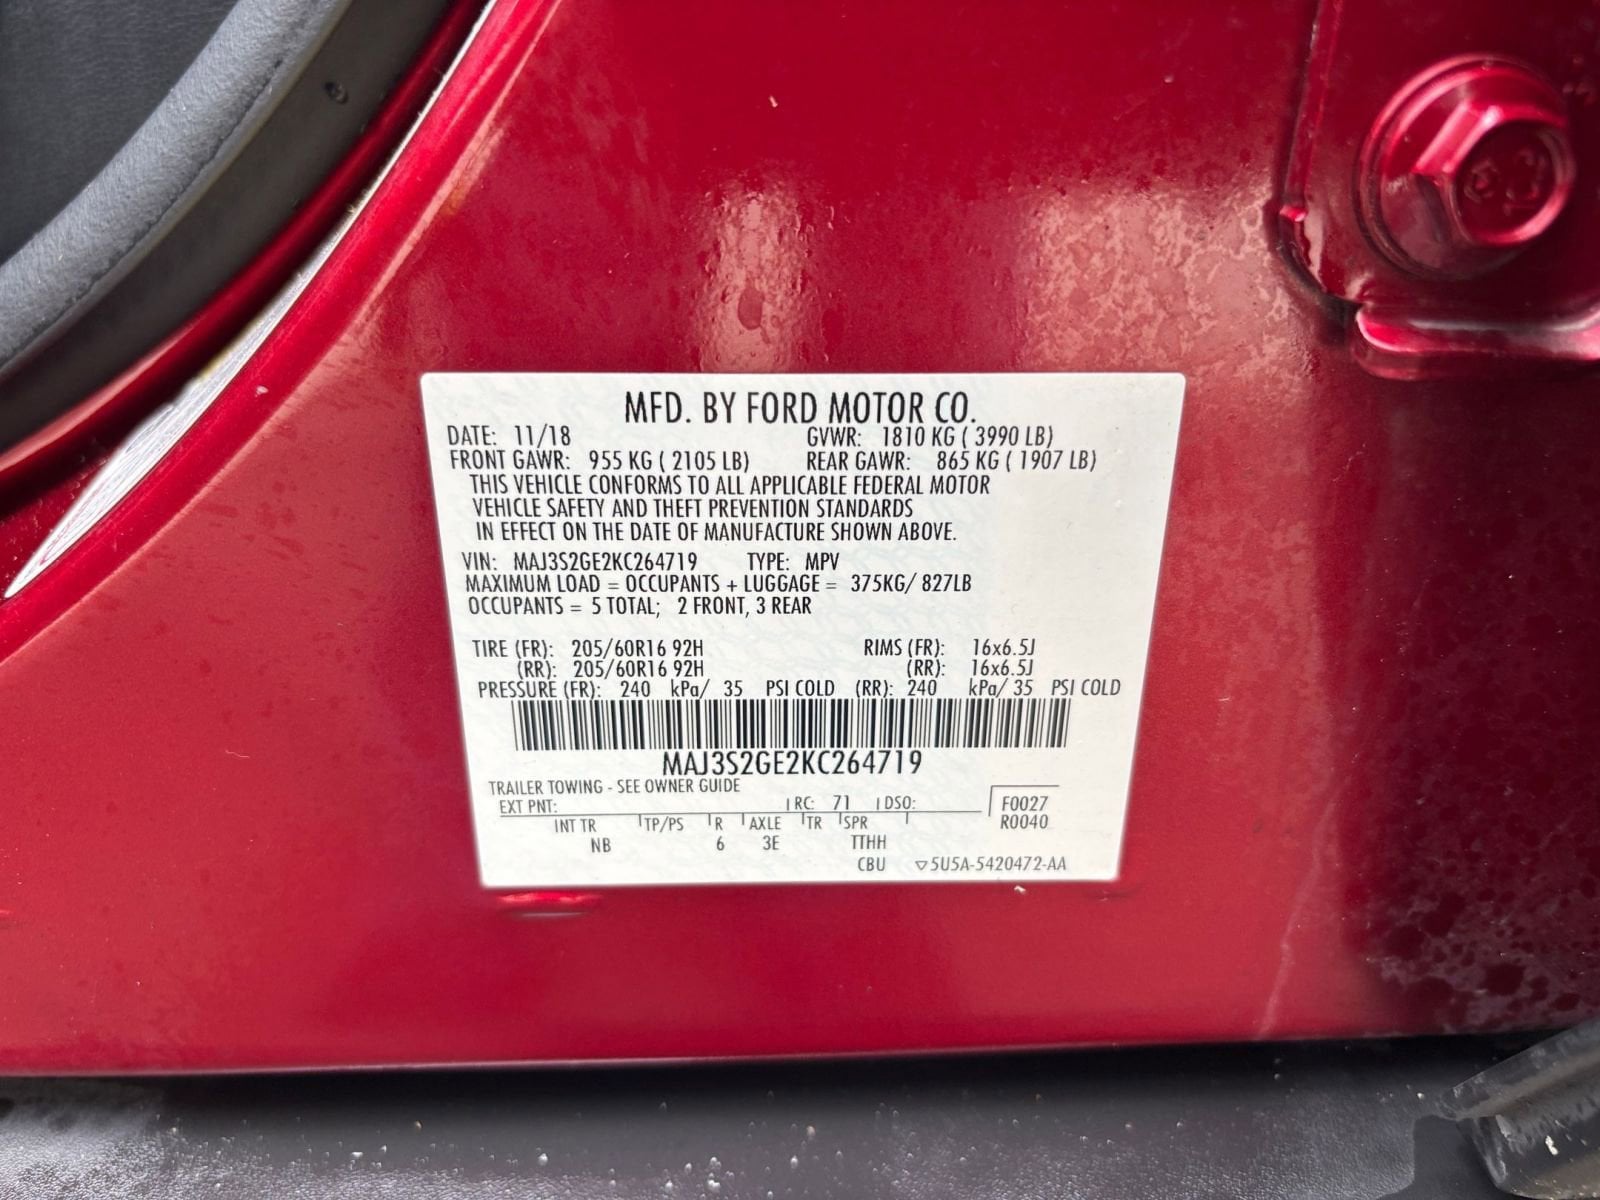 MFD. BY FORD MOTOR CO.
DATE: 11/18 GVWR: 1810 KG ( 3990 LB)
FRONT GAWR: 955 KG ( 2105 LB) REAR GAWR: 865 KG ( 1907 LB)
THIS VEHICLE CONFORMS TO ALL APPLICABLE FEDERAL MOTOR
VEHICLE SAFETY AND THEFT PREVENTION STANDARDS
IN EFFECT ON THE DATE OF MANUFACTURE SHOWN ABOVE.
VIN: MAJ3S2GE2KC264719 TYPE: MPV
MAXIMUM LOAD = OCCUPANTS + LUGGAGE = 375KG/ 827LB
OCCUPANTS = 5 TOTAL; 2 FRONT, 3 REAR
TIRE (FR): 205/60R16 92H RIMS (FR): 16x6.5J
(RR): 205/60R16 92H (RR): 16x6.5J
PRESSURE (FR): 240 kPa/ 35 PSI COLD (RR): 240 kPa/ 35 PSI COLD
MAJ3S2GE2KC264719
TRAILER TOWING - SEE OWNER GUIDE
EXT PNT: RC: 71 DSO: F0027
INT TR TP/PS R AXLE TR SPR R0040
NB 6 3E TTHH
CBU ▽5U5A-5420472-AA